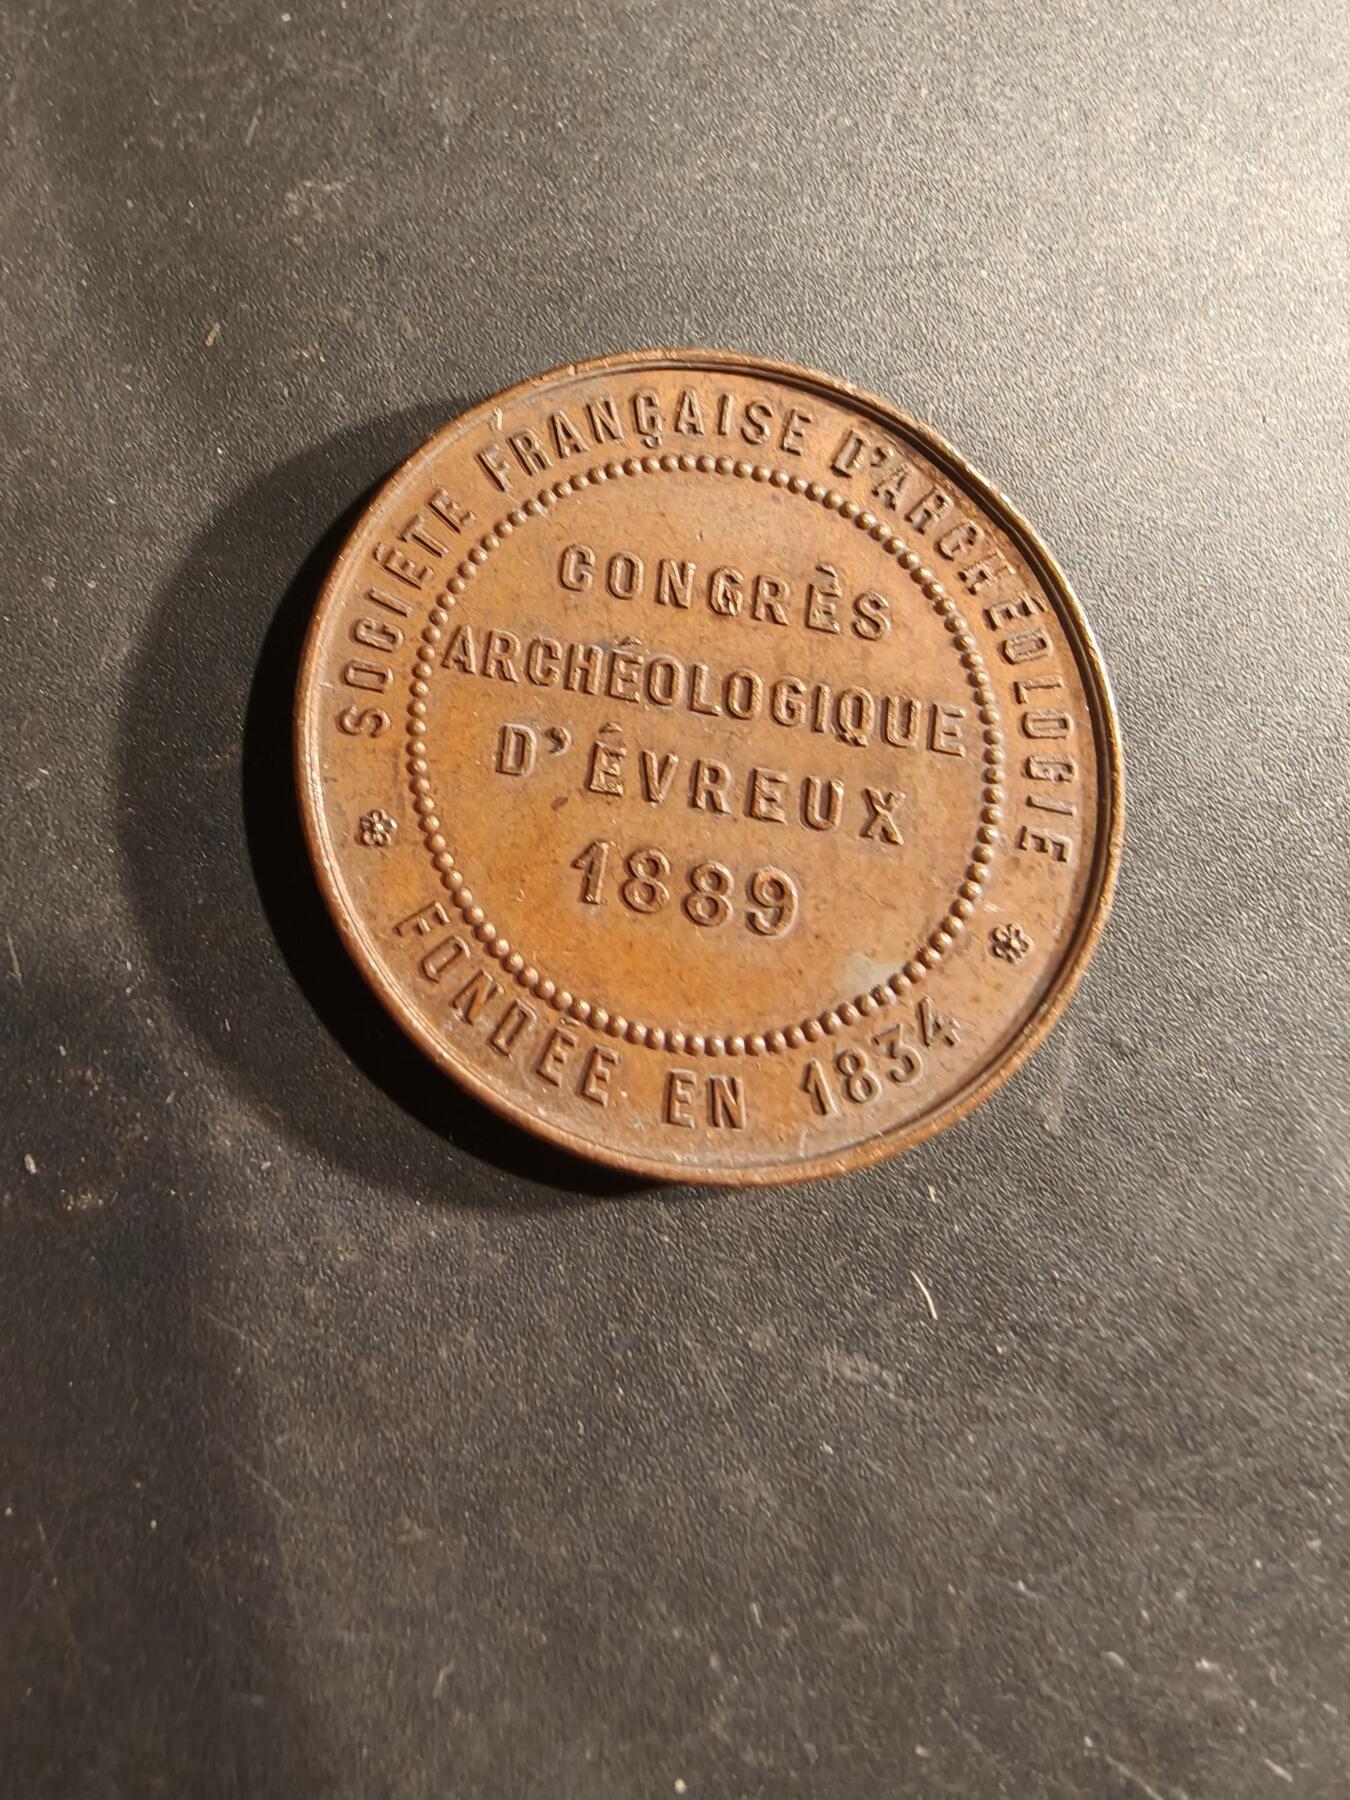 SOCIÉTÉ FRANÇAISE D'ARCHÉOLOGIE
CONGRÈS
ARCHÉOLOGIQUE
D'ÉVREUX
1889
FONDÉE EN 1834